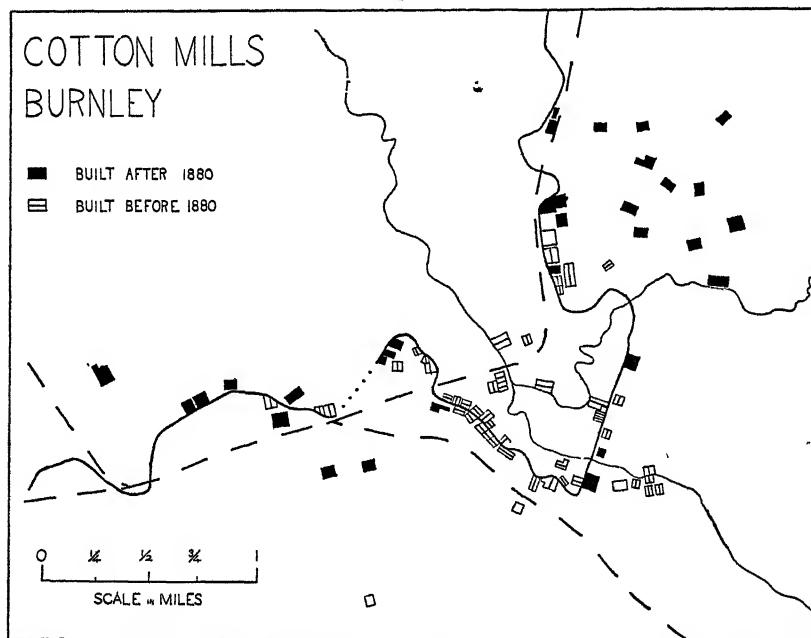 COTTON MILLS
BURNLEY
BUILT AFTER 1880
BUILT BEFORE 1880
0 ¼ ½ ¾ 1
SCALE IN MILES